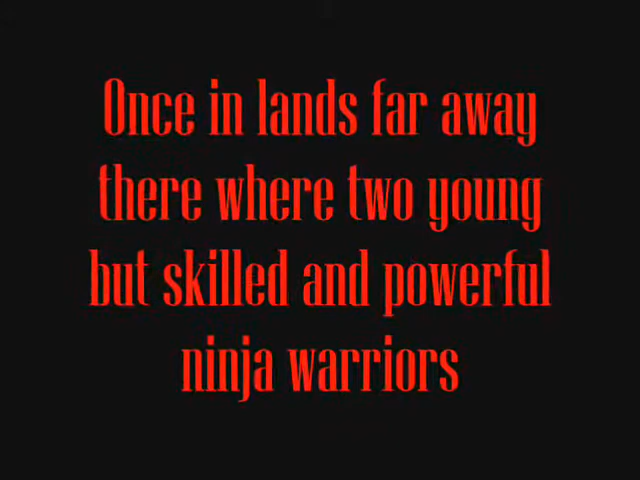 Once in lands far away
there where two young
but skilled and powerful
ninja warriors